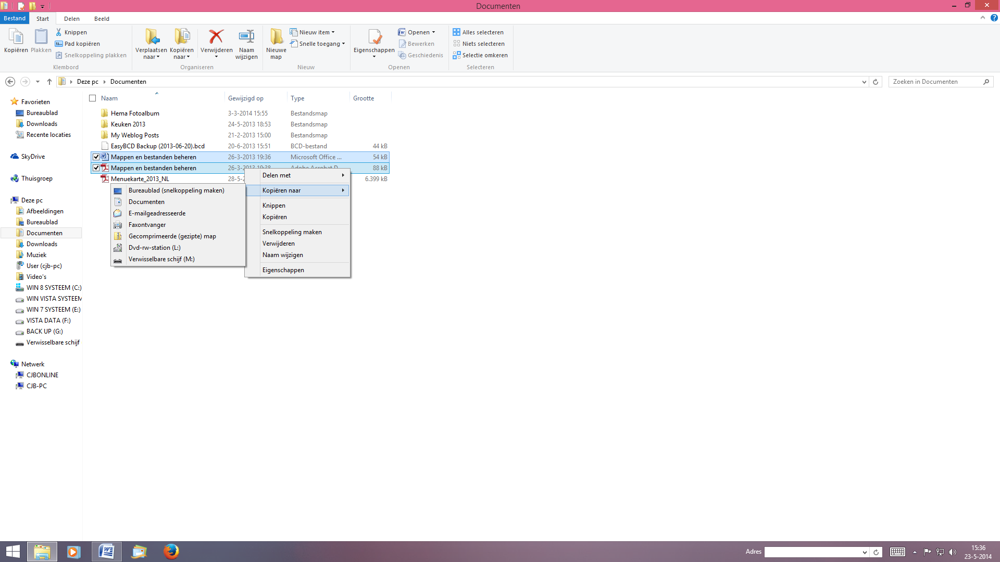 Documenten
Bestand Start Delen Beeld
Kopiëren Plakken
Knippen
Pad kopiëren
Snelkoppeling plakken
Klembord
Verplaatsen naar
Kopiëren naar
Verwijderen
Naam wijzigen
Organiseren
Nieuwe map
Nieuw item
Snelle toegang
Nieuw
Eigenschappen
Openen
Bewerken
Geschiedenis
Openen
Alles selecteren
Niets selecteren
Selectie omkeren
Selecteren
Deze pc Documenten
Zoeken in Documenten
Favorieten
Bureaublad
Downloads
Recente locaties
SkyDrive
Thuisgroep
Deze pc
Afbeeldingen
Bureaublad
Documenten
Downloads
Muziek
User (cjb-pc)
Video's
WIN 8 SYSTEEM (C:)
WIN VISTA SYSTEEM
WIN 7 SYSTEEM (E:)
VISTA DATA (F:)
BACK UP (G:)
Verwisselbare schijf
Netwerk
CJBONLINE
CJB-PC
Naam Gewijzigd op Type Grootte
Hema Fotoalbum 3-3-2014 15:55 Bestandsmap
Keuken 2013 24-5-2013 18:53 Bestandsmap
My Weblog Posts 21-2-2013 15:00 Bestandsmap
EasyBCD Backup (2013-06-20).bcd 20-6-2013 15:51 BCD-bestand 44 kB
Mappen en bestanden beheren 26-3-2013 19:36 Microsoft Office ... 54 kB
Mappen en bestanden beheren 26-3-2013 19:38 Adobe Acrobat D... 88 kB
Menuekarte_2013_NL 28-5-2 6.399 kB
Delen met
Kopiëren naar
Knippen
Kopiëren
Snelkoppeling maken
Verwijderen
Naam wijzigen
Eigenschappen
Bureaublad (snelkoppeling maken)
Documenten
E-mailgeadresseerde
Faxontvanger
Gecomprimeerde (gezipte) map
Dvd-rw-station (L:)
Verwisselbare schijf (M:)
Adres
15:36
23-5-2014